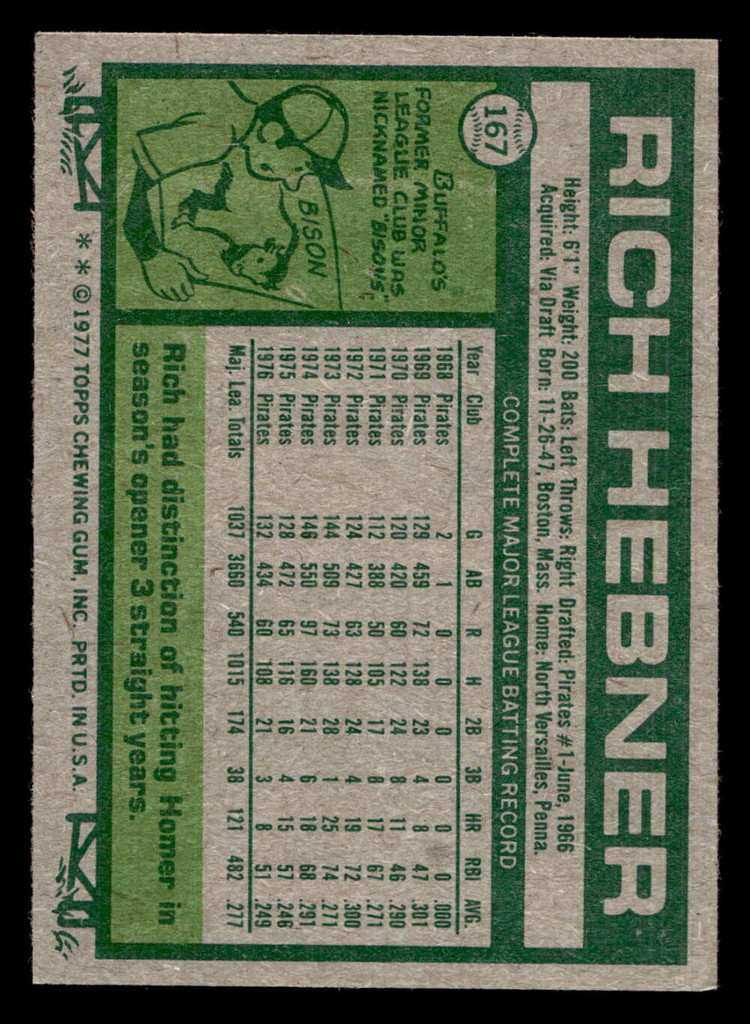 167
RICH HEBNER
Height: 6'1" Weight: 200 Bats: Left Throws: Right Drafted: Pirates #1-June, 1966
Acquired: Via Draft Born: 11-26-47, Boston, Mass. Home: North Versailles, Penna.
BUFFALO'S
FORMER MINOR
LEAGUE CLUB WAS
NICKNAMED "BISONS"
BISON
COMPLETE MAJOR LEAGUE BATTING RECORD
Year Club G AB R H 2B 3B HR RBI AVG.
1968 Pirates 2 1 0 0 0 0 0 0 .000
1969 Pirates 129 459 72 138 23 4 8 47 .301
1970 Pirates 120 420 60 122 24 8 11 46 .290
1971 Pirates 112 388 50 105 17 8 17 67 .271
1972 Pirates 124 427 63 128 24 4 19 72 .300
1973 Pirates 144 509 73 138 28 1 25 74 .271
1974 Pirates 146 550 97 160 21 6 18 68 .291
1975 Pirates 128 472 65 116 16 4 15 57 .246
1976 Pirates 132 434 60 108 21 3 8 51 .249
Maj. Lea. Totals 1037 3660 540 1015 174 38 121 482 .277
Rich had distinction of hitting Homer in
season's opener 3 straight years.
* * © 1977 TOPPS CHEWING GUM, INC. PRTD. IN U.S.A.